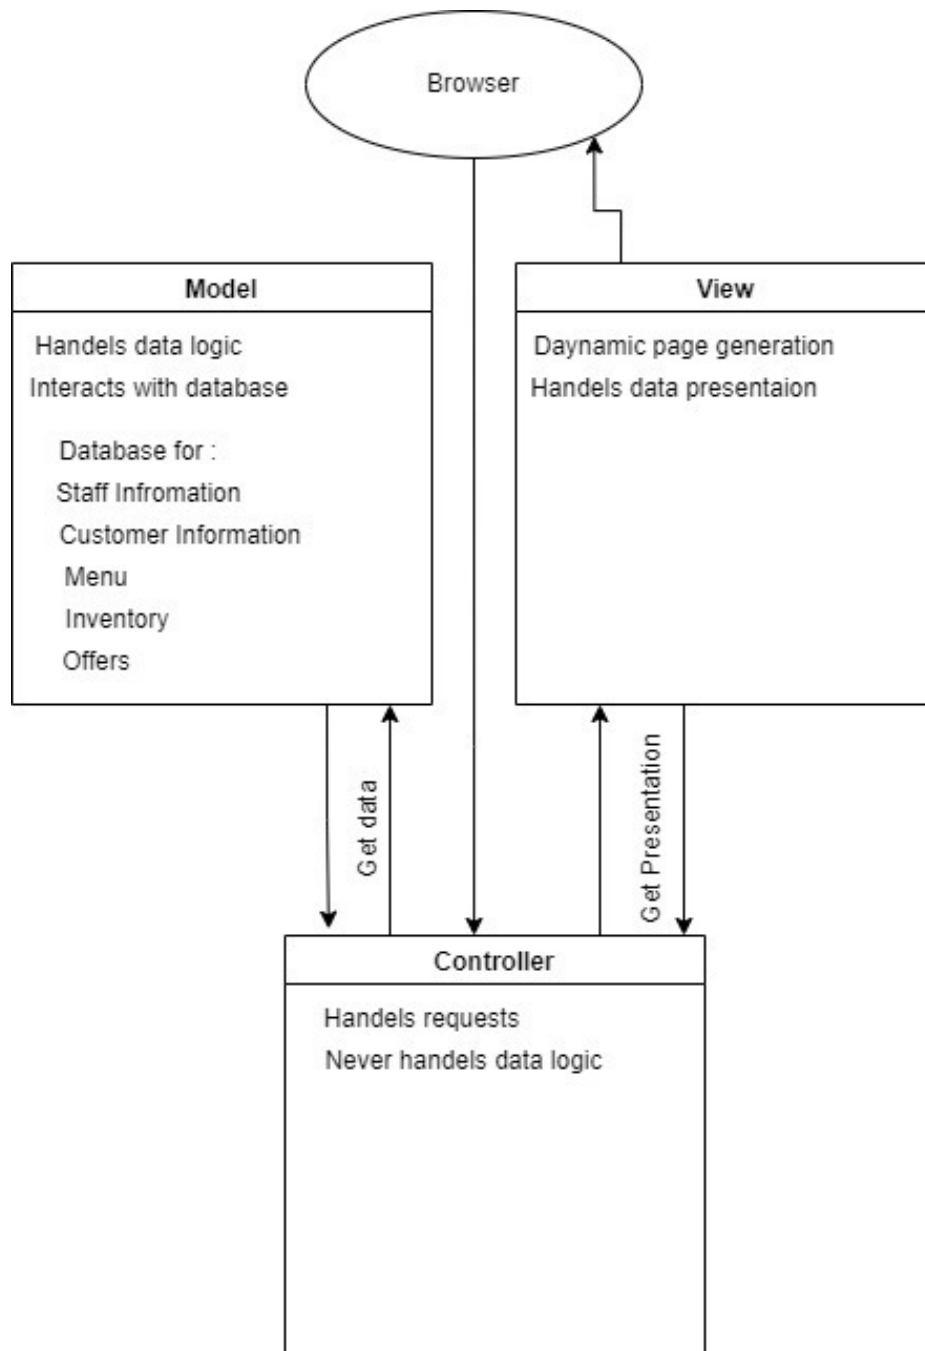 Browser
Model
Handels data logic
Interacts with database
Database for :
Staff Infromation
Customer Information
Menu
Inventory
Offers
View
Daynamic page generation
Handels data presentaion
Get data
Get Presentation
Controller
Handels requests
Never handels data logic